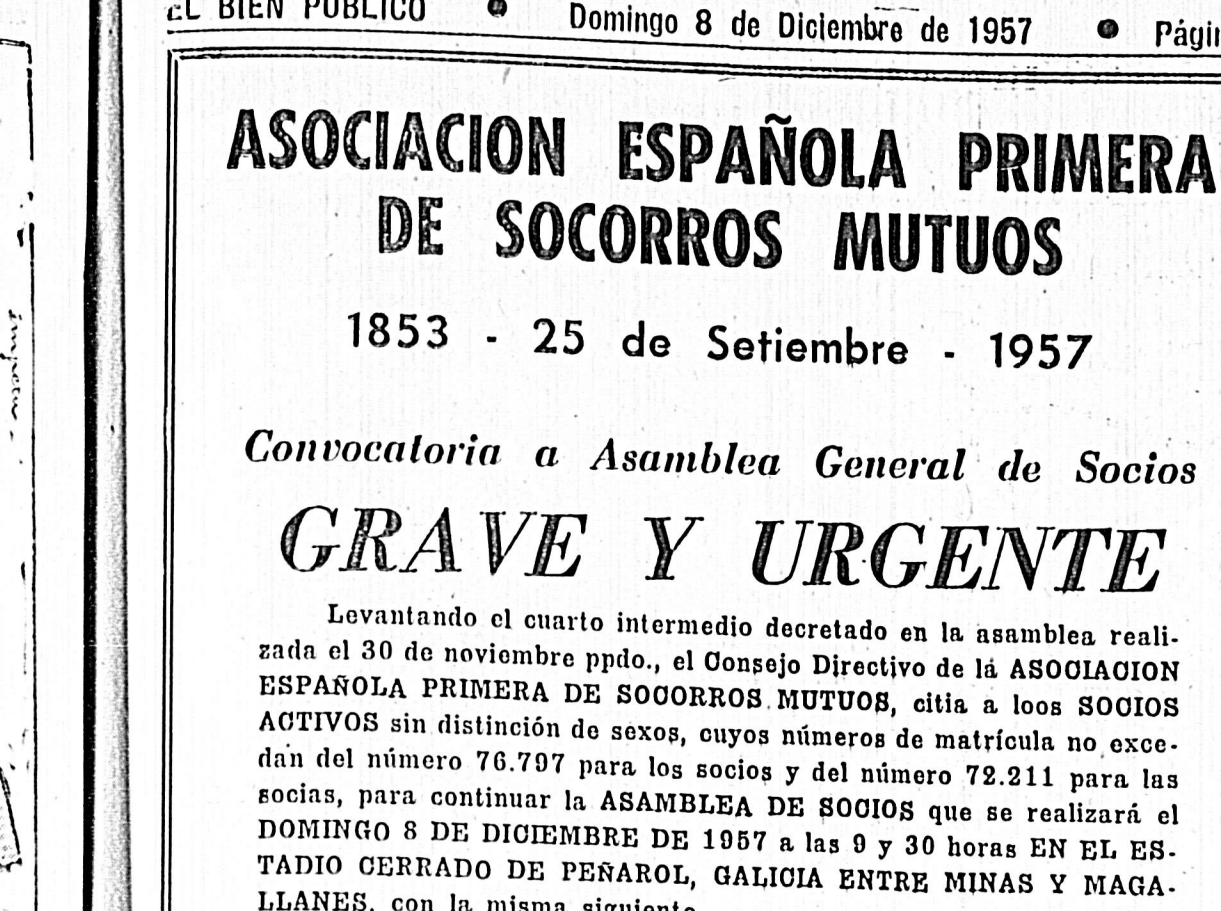 EL BIEN PUBLICO ● Domingo 8 de Diciembre de 1957 ● Págin
ASOCIACION ESPAÑOLA PRIMERA
DE SOCORROS MUTUOS
1853 - 25 de Setiembre - 1957
Convocatoria a Asamblea General de Socios
GRAVE Y URGENTE
Levantando el cuarto intermedio decretado en la asamblea reali-
zada el 30 de noviembre ppdo., el Consejo Directivo de lá ASOCIACION
ESPAÑOLA PRIMERA DE SOCORROS MUTUOS, citia a loos SOCIOS
ACTIVOS sin distinción de sexos, cuyos números de matrícula no exce-
dan del número 76.797 para los socios y del número 72.211 para las
socias, para continuar la ASAMBLEA DE SOCIOS que se realizará el
DOMINGO 8 DE DICIEMBRE DE 1957 a las 9 y 30 horas EN EL ES-
TADIO CERRADO DE PEÑAROL, GALICIA ENTRE MINAS Y MAGA-
LLANES, con la misma siguiente